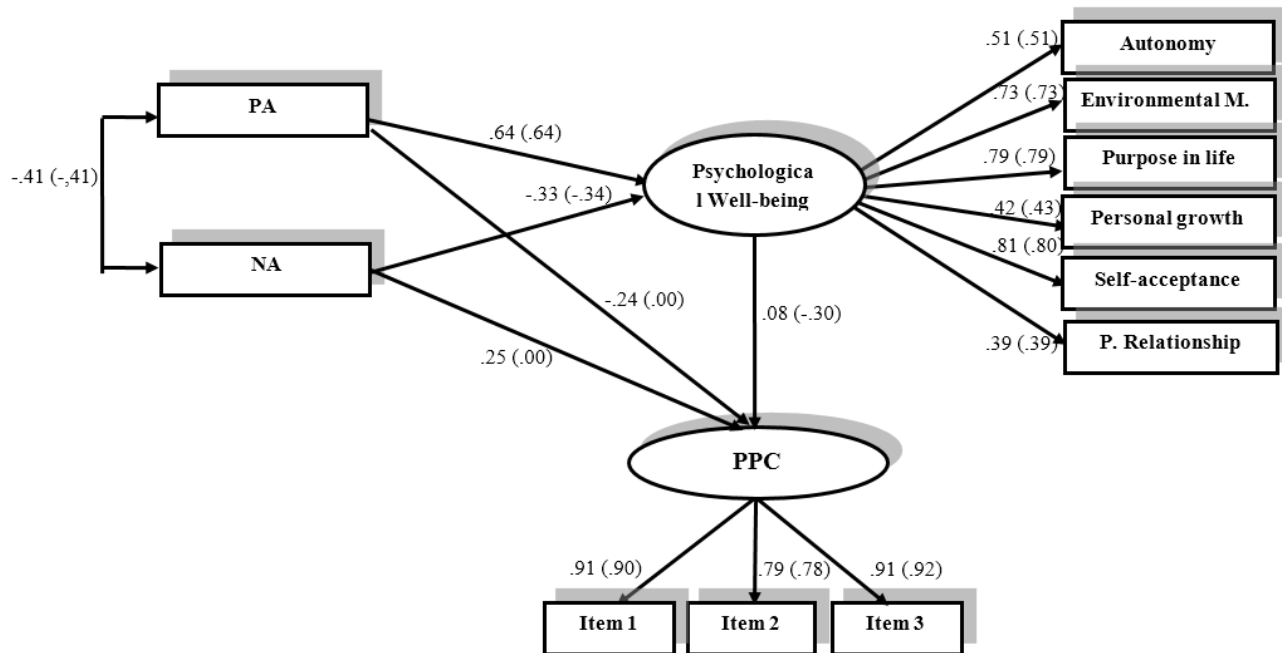 .51 (.51)
Autonomy
PA
.73 (.73)
Environmental M.
.64 (.64)
.79 (.79)
Purpose in life
-.41 (-,41)
Psychologica
l Well-being
-.33 (-.34)
.42 (.43)
Personal growth
NA
.81 (.80)
Self-acceptance
-.24 (.00)
.08 (-.30)
.25 (.00)
.39 (.39)
P. Relationship
PPC
.91 (.90)
.79 (.78)
.91 (.92)
Item 1
Item 2
Item 3